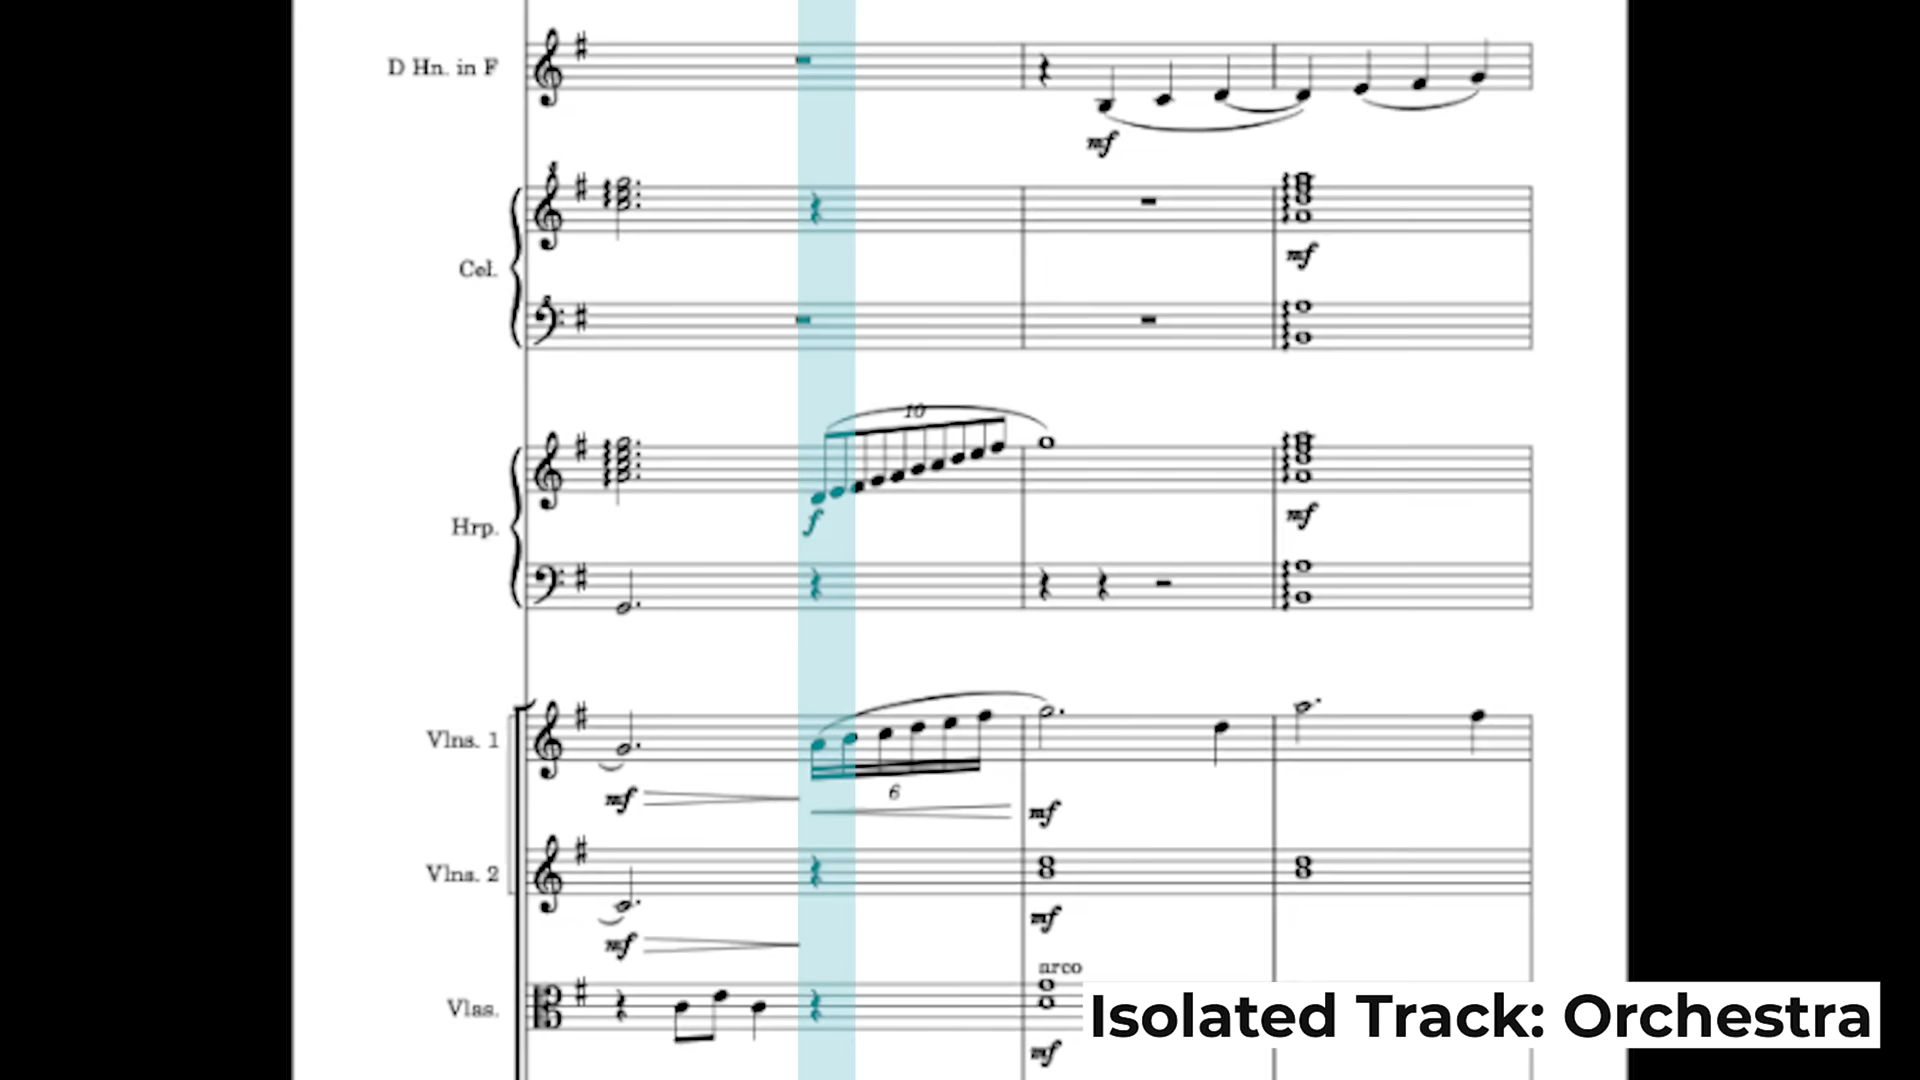 D Hn. in F
mf
Cel.
mf
10
Hrp.
f
mf
Vlns. 1
6
mf
mf
Vlns. 2
mf
mf
arco
Vlas.
mf
Isolated Track: Orchestra